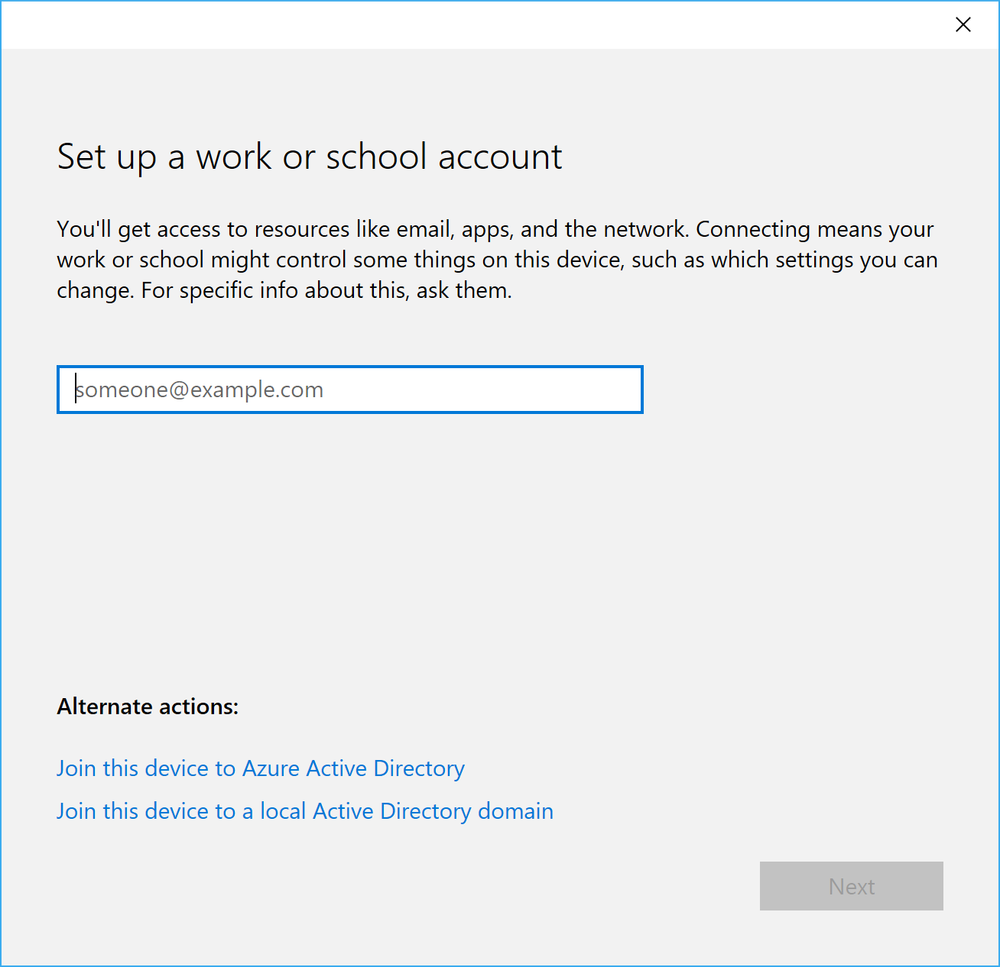 Set up a work or school account
You'll get access to resources like email, apps, and the network. Connecting means your
work or school might control some things on this device, such as which settings you can
change. For specific info about this, ask them.
someone@example.com
Alternate actions:
Join this device to Azure Active Directory
Join this device to a local Active Directory domain
Next